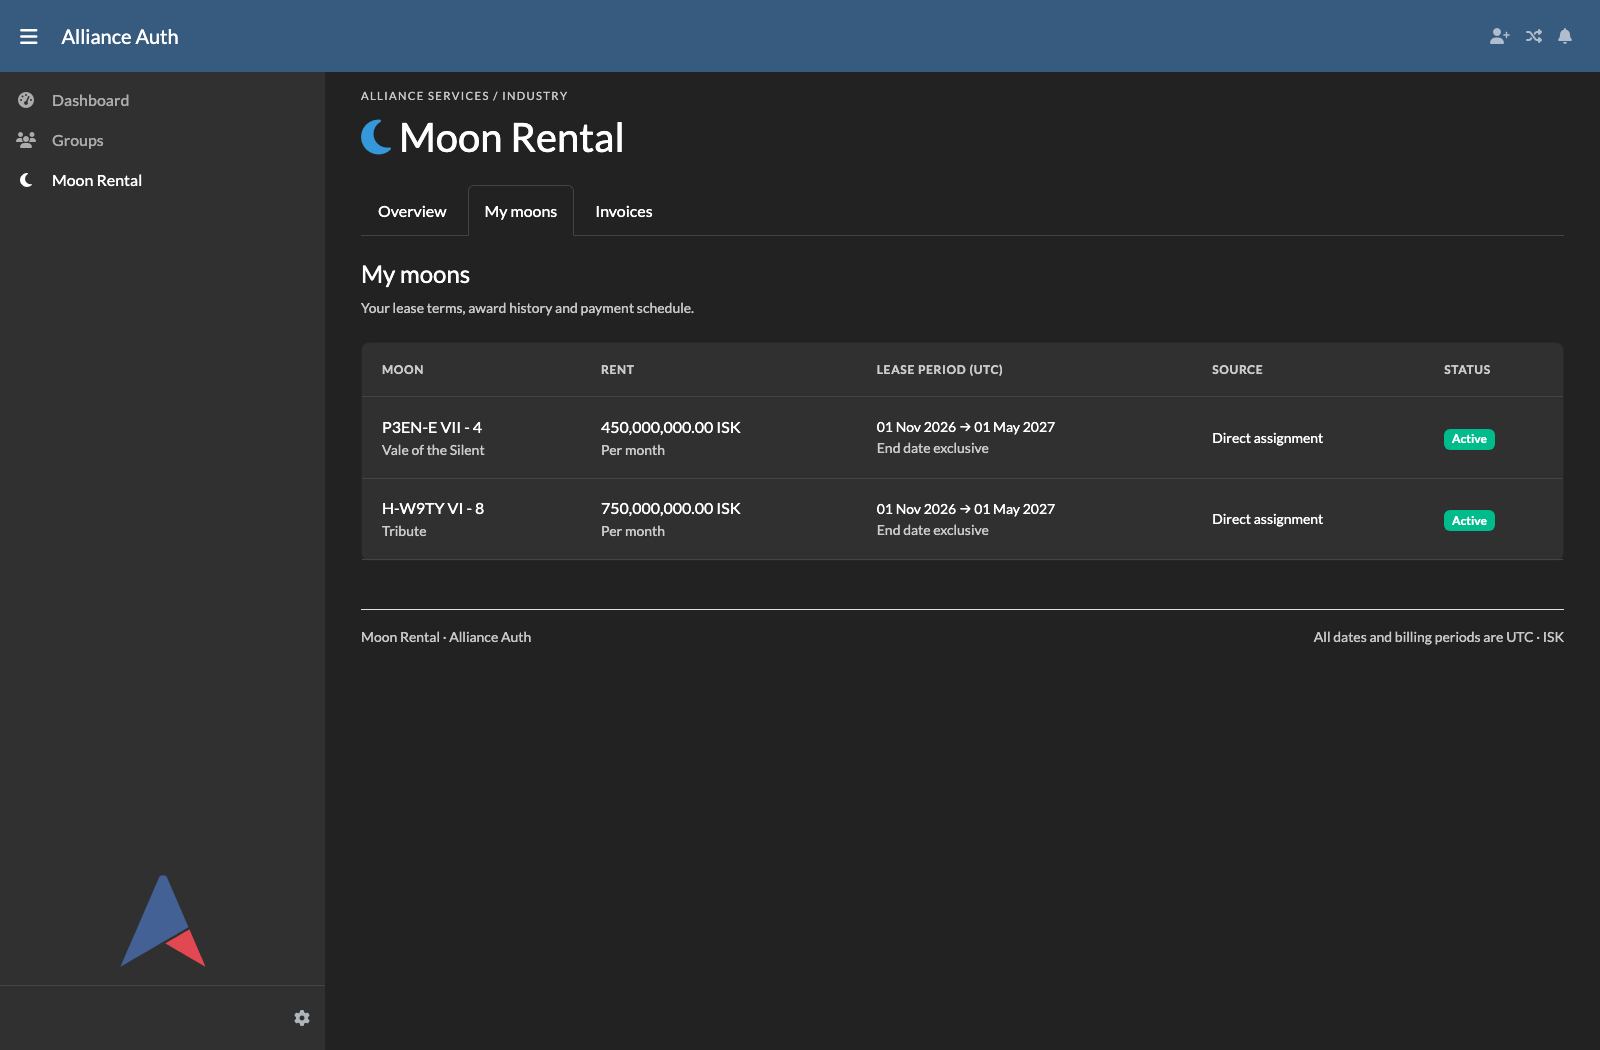 Alliance Auth
Dashboard
Groups
Moon Rental
ALLIANCE SERVICES / INDUSTRY
Moon Rental
Overview My moons Invoices
My moons
Your lease terms, award history and payment schedule.
MOON RENT LEASE PERIOD (UTC) SOURCE STATUS
P3EN-E VII - 4 450,000,000.00 ISK 01 Nov 2026 → 01 May 2027 Direct assignment Active
Vale of the Silent Per month End date exclusive
H-W9TY VI - 8 750,000,000.00 ISK 01 Nov 2026 → 01 May 2027 Direct assignment Active
Tribute Per month End date exclusive
Moon Rental · Alliance Auth All dates and billing periods are UTC · ISK